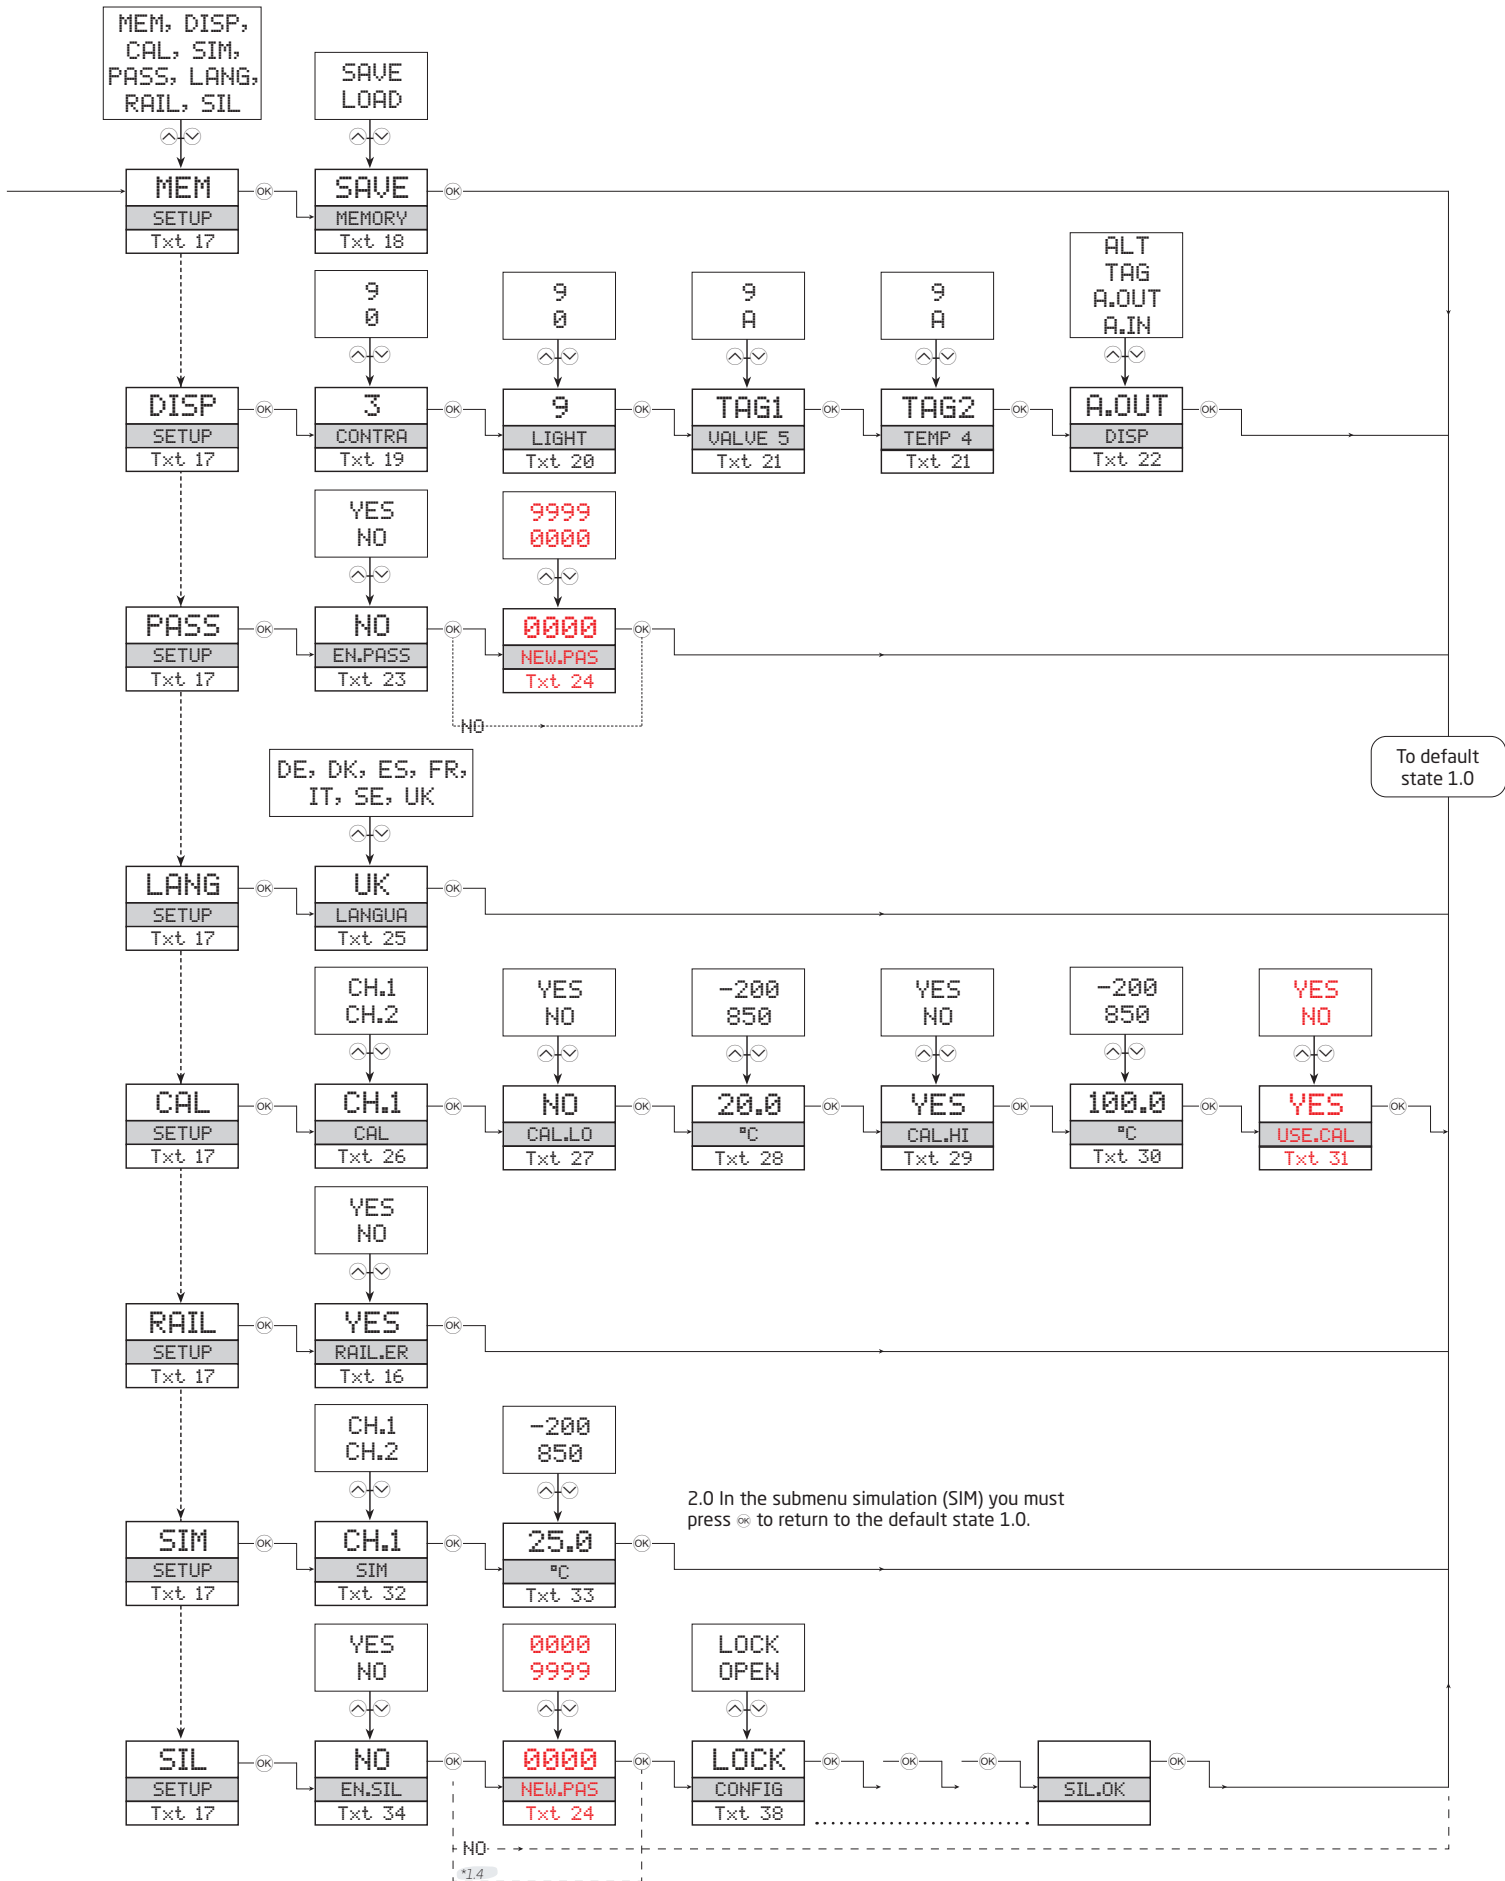 MEM, DISP,
CAL, SIM,
PASS, LANG,
RAIL, SIL
SAVE
LOAD
MEM
SETUP
Txt 17
OK
SAVE
MEMORY
Txt 18
OK
9
0
9
0
9
A
9
A
ALT
TAG
A.OUT
A.IN
DISP
SETUP
Txt 17
OK
3
CONTRA
Txt 19
OK
9
LIGHT
Txt 20
OK
TAG1
VALVE 5
Txt 21
OK
TAG2
TEMP 4
Txt 21
OK
A.OUT
DISP
Txt 22
OK
YES
NO
9999
0000
PASS
SETUP
Txt 17
OK
NO
EN.PASS
Txt 23
OK
0000
NEW.PAS
Txt 24
OK
NO
To default
state 1.0
DE, DK, ES, FR,
IT, SE, UK
LANG
SETUP
Txt 17
OK
UK
LANGUA
Txt 25
OK
CH.1
CH.2
YES
NO
-200
850
YES
NO
-200
850
YES
NO
CAL
SETUP
Txt 17
OK
CH.1
CAL
Txt 26
OK
NO
CAL.LO
Txt 27
OK
20.0
°C
Txt 28
OK
YES
CAL.HI
Txt 29
OK
100.0
°C
Txt 30
OK
YES
USE.CAL
Txt 31
OK
YES
NO
RAIL
SETUP
Txt 17
OK
YES
RAIL.ER
Txt 16
OK
CH.1
CH.2
-200
850
2.0 In the submenu simulation (SIM) you must
press OK to return to the default state 1.0.
SIM
SETUP
Txt 17
OK
CH.1
SIM
Txt 32
OK
25.0
°C
Txt 33
OK
YES
NO
0000
9999
LOCK
OPEN
SIL
SETUP
Txt 17
OK
NO
EN.SIL
Txt 34
OK
0000
NEW.PAS
Txt 24
OK
LOCK
CONFIG
Txt 38
OK
OK
OK
SIL.OK
OK
NO
*1.4